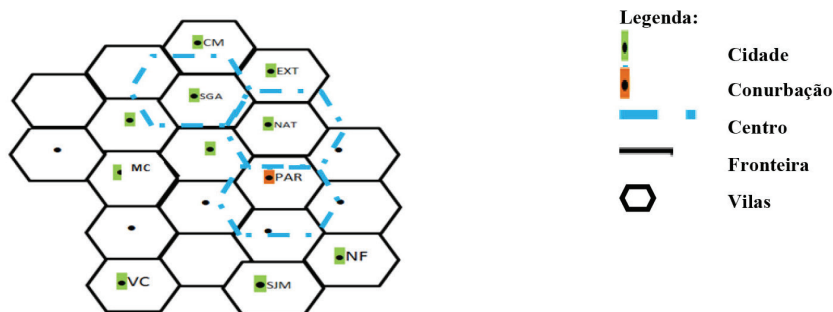 CM
EXT
SGA
NAT
MC
PAR
NF
VC
SJM
Legenda:
Cidade
Conurbação
Centro
Fronteira
Vilas